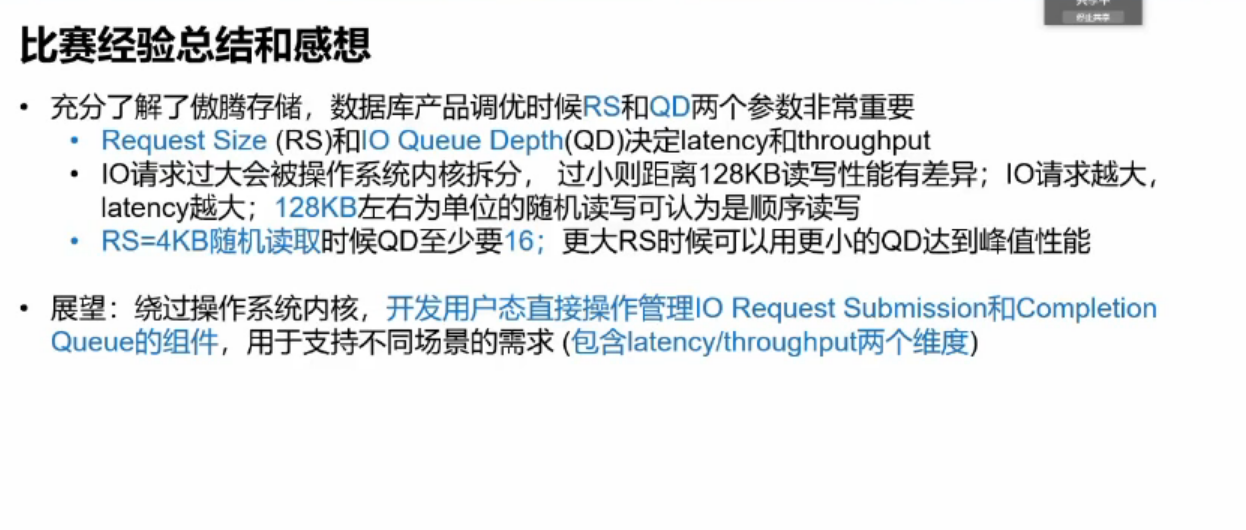 终止共享
比赛经验总结和感想
• 充分了解了傲腾存储，数据库产品调优时候RS和QD两个参数非常重要
• Request Size (RS)和IO Queue Depth(QD)决定latency和throughput
• IO请求过大会被操作系统内核拆分， 过小则距离128KB读写性能有差异；IO请求越大，
latency越大；128KB左右为单位的随机读写可认为是顺序读写
• RS=4KB随机读取时候QD至少要16；更大RS时候可以用更小的QD达到峰值性能
• 展望：绕过操作系统内核，开发用户态直接操作管理IO Request Submission和Completion
Queue的组件，用于支持不同场景的需求 (包含latency/throughput两个维度)